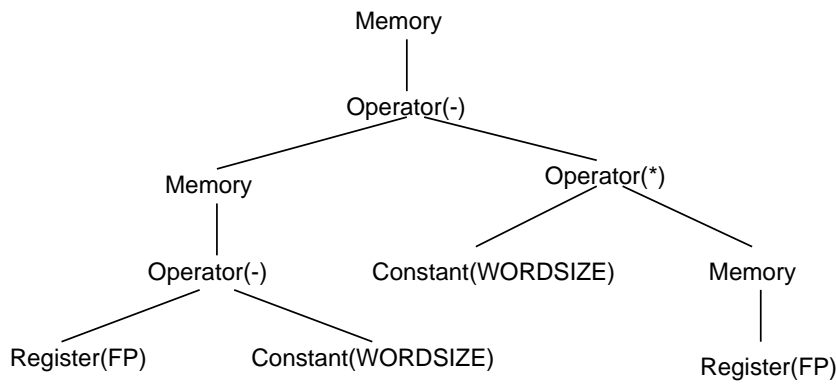 Memory
Operator(-)
Memory
Operator(*)
Operator(-)
Constant(WORDSIZE)
Memory
Register(FP)
Constant(WORDSIZE)
Register(FP)